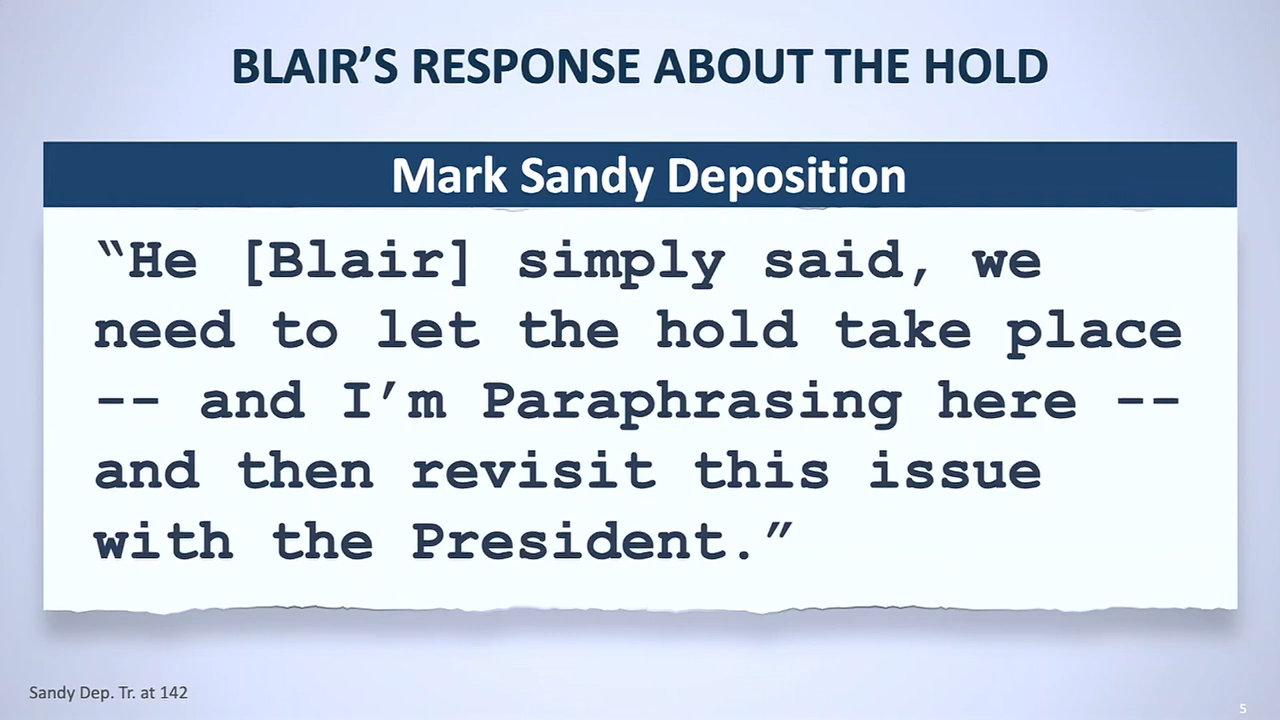 BLAIR’S RESPONSE ABOUT THE HOLD
Mark Sandy Deposition
“He [Blair] simply said, we
need to let the hold take place
-- and I’m Paraphrasing here --
and then revisit this issue
with the President.”
Sandy Dep. Tr. at 142
5